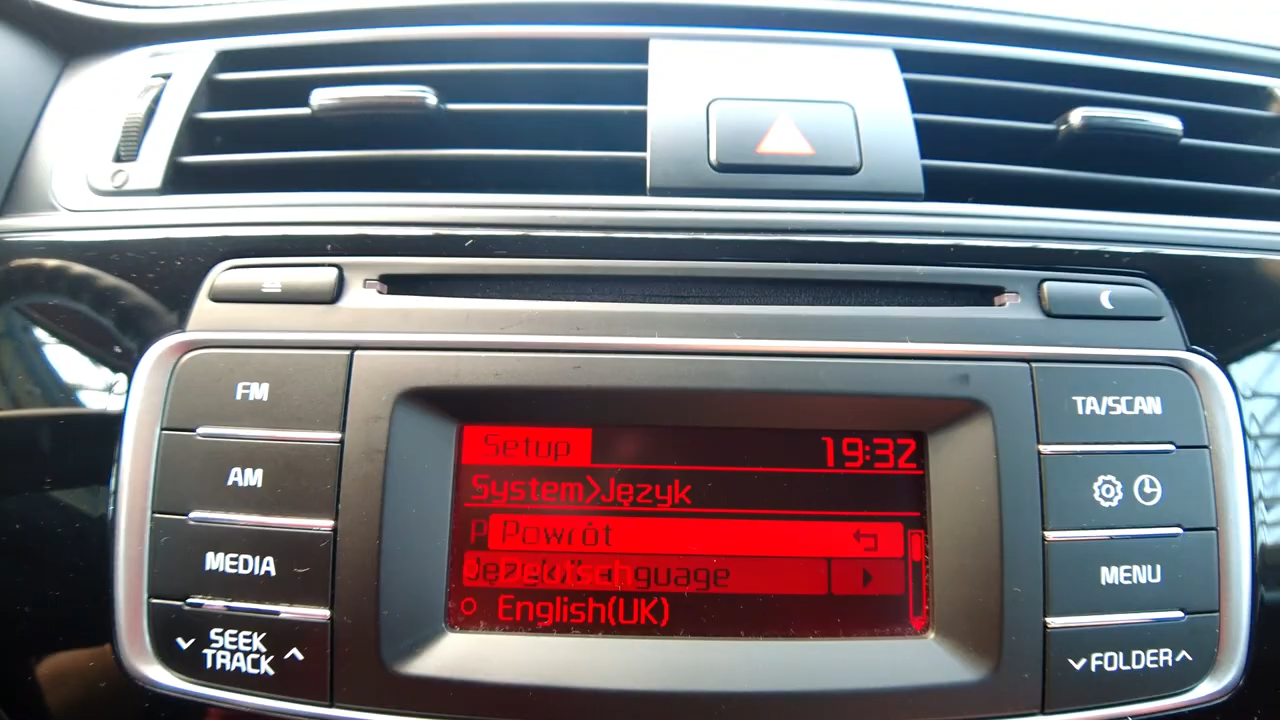 FM
AM
MEDIA
SEEK
TRACK
Setup 19:32
System>Język
Powrót
English(UK)
TA/SCAN
MENU
FOLDER